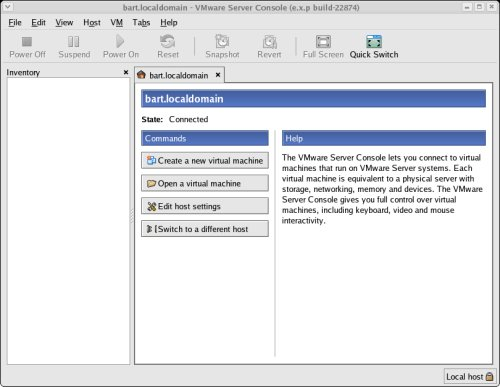 bart.localdomain - VMware Server Console (e.x.p build-22874)
File Edit View Host VM Tabs Help
Power Off Suspend Power On Reset Snapshot Revert Full Screen Quick Switch
Inventory
bart.localdomain
bart.localdomain
State: Connected
Commands
Create a new virtual machine
Open a virtual machine
Edit host settings
Switch to a different host
Help
The VMware Server Console lets you connect to virtual
machines that run on VMware Server systems. Each
virtual machine is equivalent to a physical server with
storage, networking, memory and devices. The VMware
Server Console gives you full control over virtual
machines, including keyboard, video and mouse
interactivity.
Local host